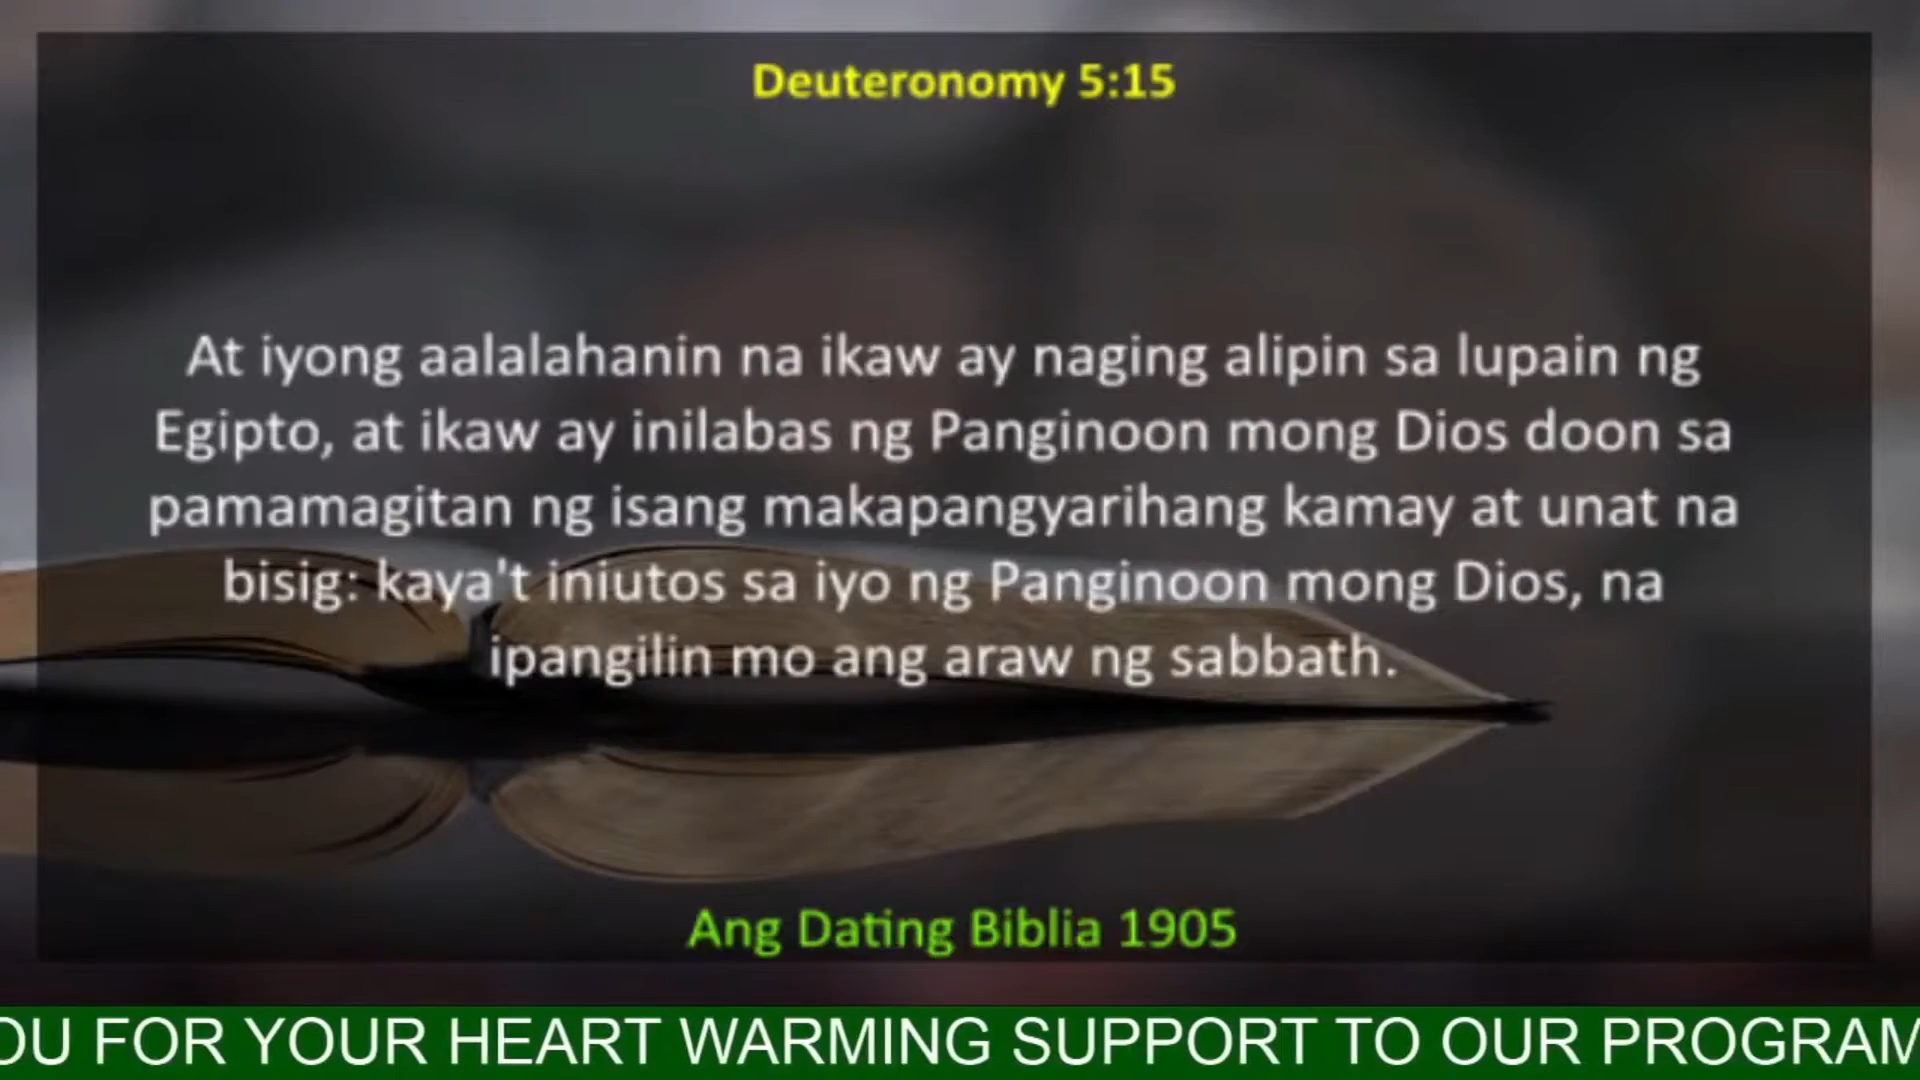 Deuteronomy 5:15
At iyong aalalahanin na ikaw ay naging alipin sa lupain ng
Egipto, at ikaw ay inilabas ng Panginoon mong Dios doon sa
pamamagitan ng isang makapangyarihang kamay at unat na
bisig: kaya't iniutos sa iyo ng Panginoon mong Dios, na
ipangilin mo ang araw ng sabbath.
Ang Dating Biblia 1905
OU FOR YOUR HEART WARMING SUPPORT TO OUR PROGRAM